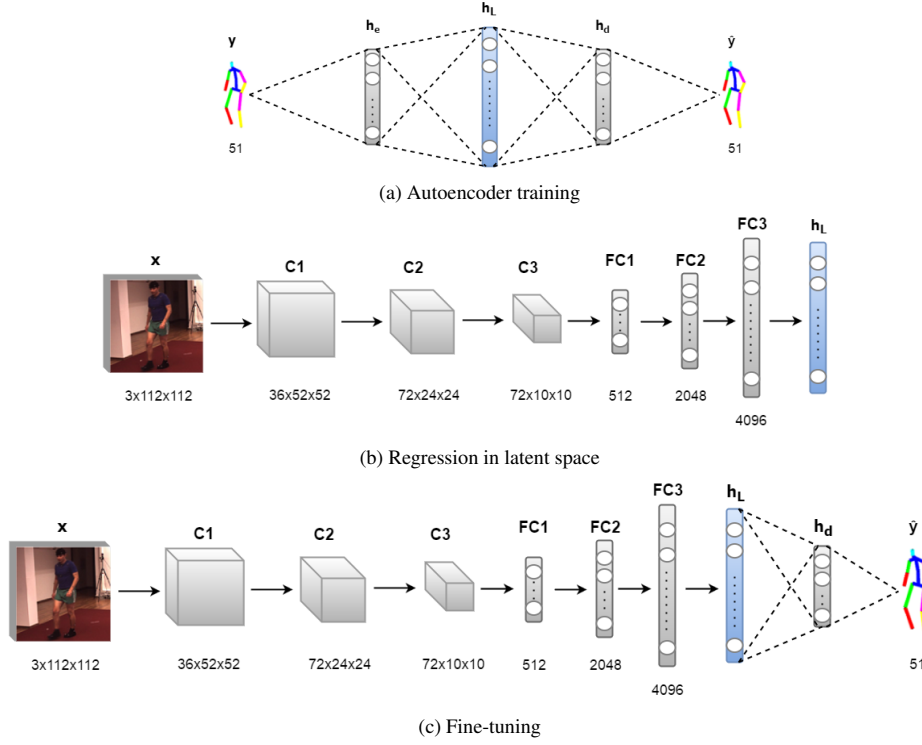 h_L
h_e h_d
y ŷ
51 51
(a) Autoencoder training
FC3 h_L
x C1 C2 C3 FC1 FC2
3x112x112 36x52x52 72x24x24 72x10x10 512 2048
4096
(b) Regression in latent space
FC3 h_L
x C1 C2 C3 FC1 FC2 h_d ŷ
3x112x112 36x52x52 72x24x24 72x10x10 512 2048 51
4096
(c) Fine-tuning